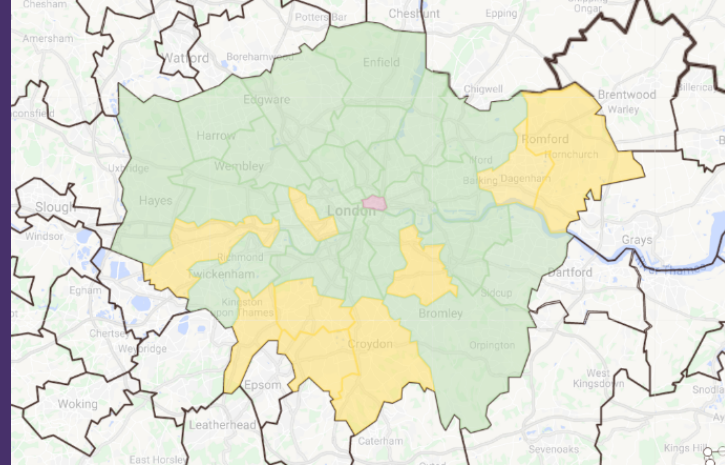 Chesham
Potters Bar
Cheshunt
Epping
Ongar
Amersham
Watford
Borehamwood
Enfield
Chigwell
Brentwood
Warley
Edgware
Harrow
Romford
Hornchurch
Uxbridge
Wembley
Ilford
Barking
Dagenham
Hayes
London
Slough
Windsor
Grays
Richmond
Twickenham
Dartford
Egham
Sidcup
Kingston
upon Thames
Bromley
Chertsey
Weybridge
Croydon
Orpington
Epsom
West
Kingsdown
Woking
Leatherhead
Caterham
Sevenoaks
Kings Hill
East Horsley